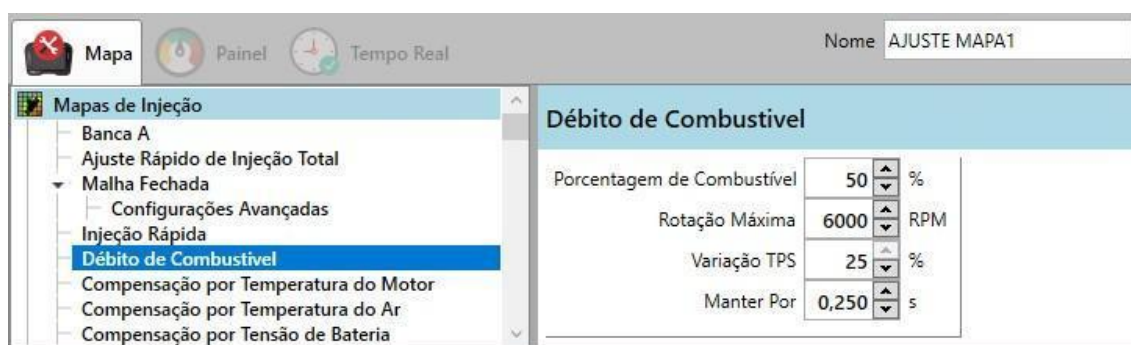 Mapa
Painel
Tempo Real
Nome AJUSTE MAPA1
Mapas de Injeção
Banca A
Ajuste Rápido de Injeção Total
Malha Fechada
Configurações Avançadas
Injeção Rápida
Débito de Combustivel
Compensação por Temperatura do Motor
Compensação por Temperatura do Ar
Compensação por Tensão de Bateria
Débito de Combustivel
Porcentagem de Combustível 50 %
Rotação Máxima 6000 RPM
Variação TPS 25 %
Manter Por 0,250 s